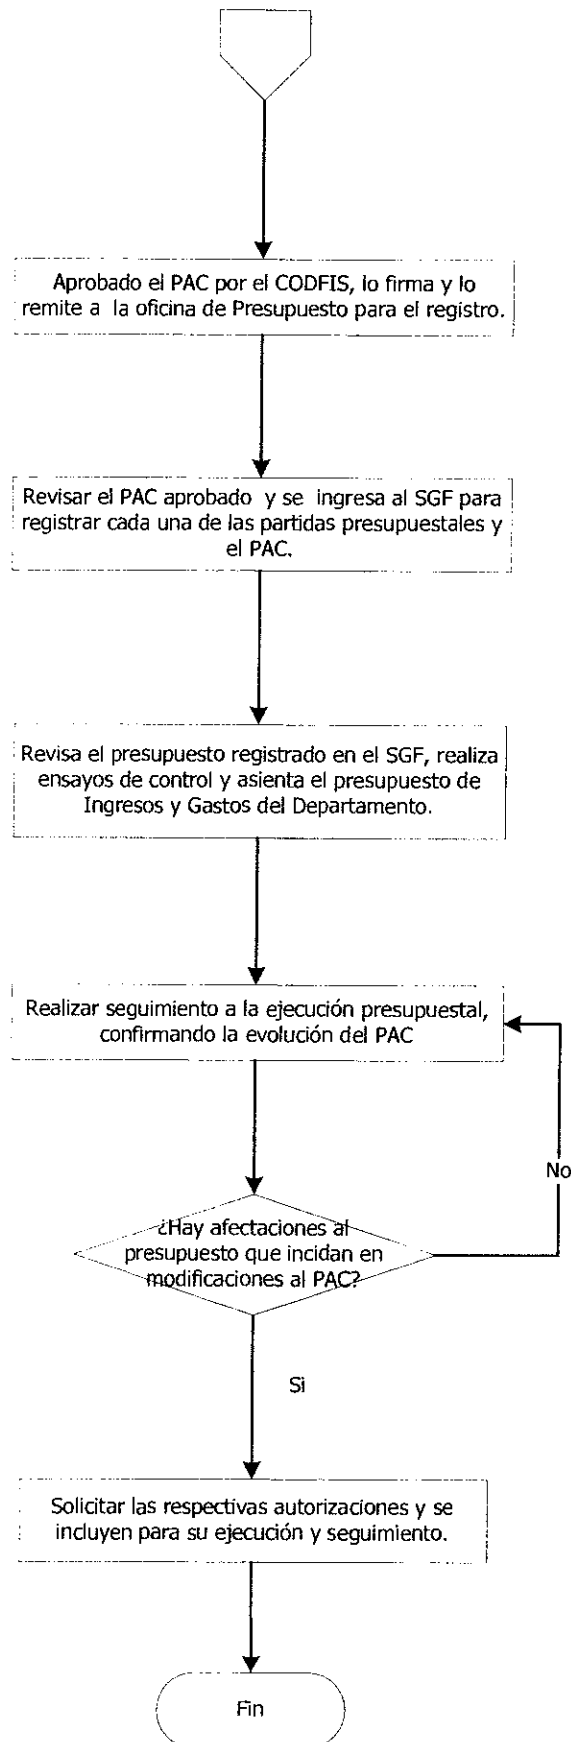 Aprobado el PAC por el CODFIS, lo firma y lo
remite a la oficina de Presupuesto para el registro.
Revisar el PAC aprobado y se ingresa al SGF para
registrar cada una de las partidas presupuestales y
el PAC.
Revisa el presupuesto registrado en el SGF, realiza
ensayos de control y asienta el presupuesto de
Ingresos y Gastos del Departamento.
Realizar seguimiento a la ejecución presupuestal,
confirmando la evolución del PAC
No
¿Hay afectaciones al
presupuesto que incidan en
modificaciones al PAC?
Si
Solicitar las respectivas autorizaciones y se
incluyen para su ejecución y seguimiento.
Fin